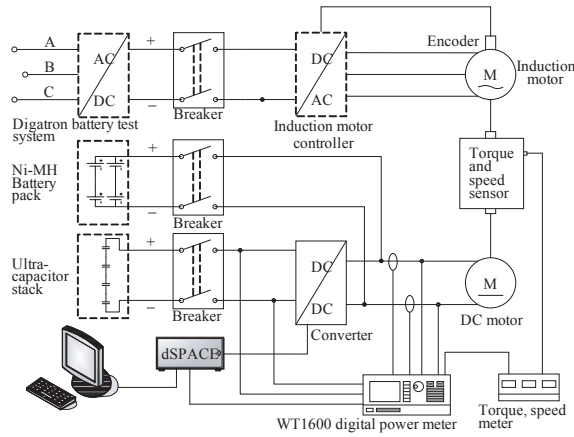 A
B
C
AC
DC
+
−
Breaker
DC
AC
Encoder
M
Induction
motor
Digatron battery test
system
Induction motor
controller
Ni-MH
Battery
pack
+
−
Breaker
Torque
and
speed
sensor
Ultra-
capacitor
stack
+
−
Breaker
DC
DC
Converter
M
DC motor
dSPACE
WT1600 digital power meter
Torque, speed
meter